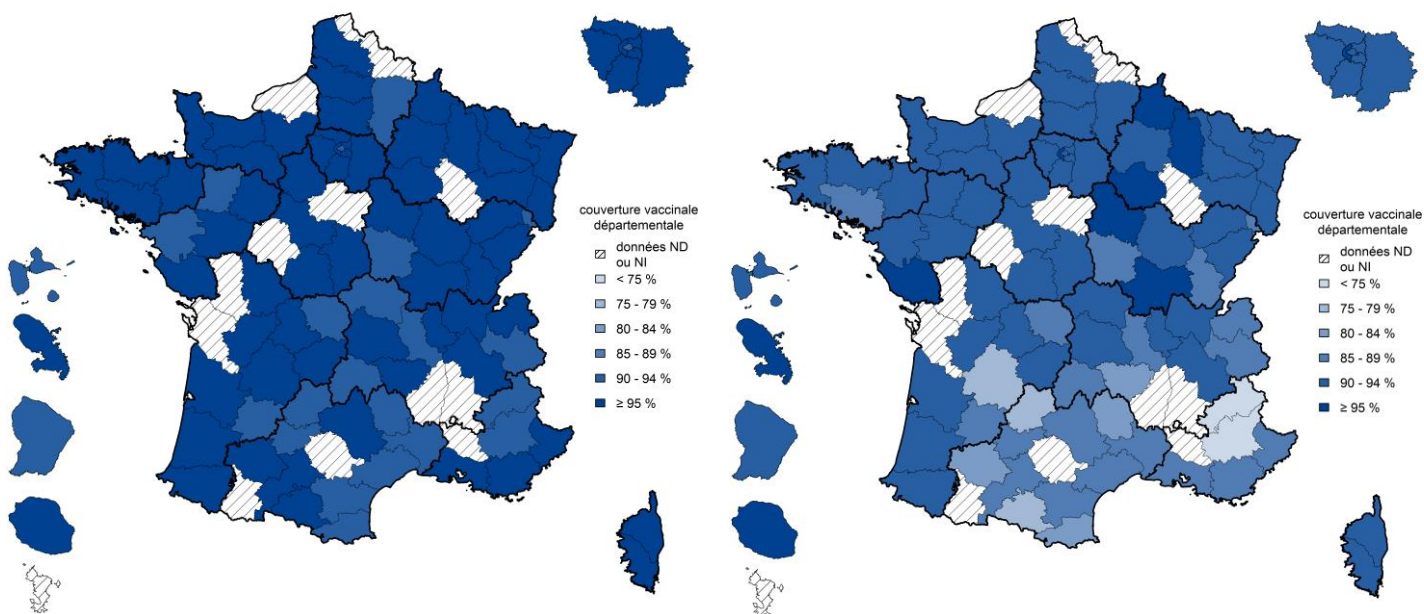 couverture vaccinale
départementale
données ND
ou NI
< 75 %
75 - 79 %
80 - 84 %
85 - 89 %
90 - 94 %
≥ 95 %
couverture vaccinale
départementale
données ND
ou NI
< 75 %
75 - 79 %
80 - 84 %
85 - 89 %
90 - 94 %
≥ 95 %